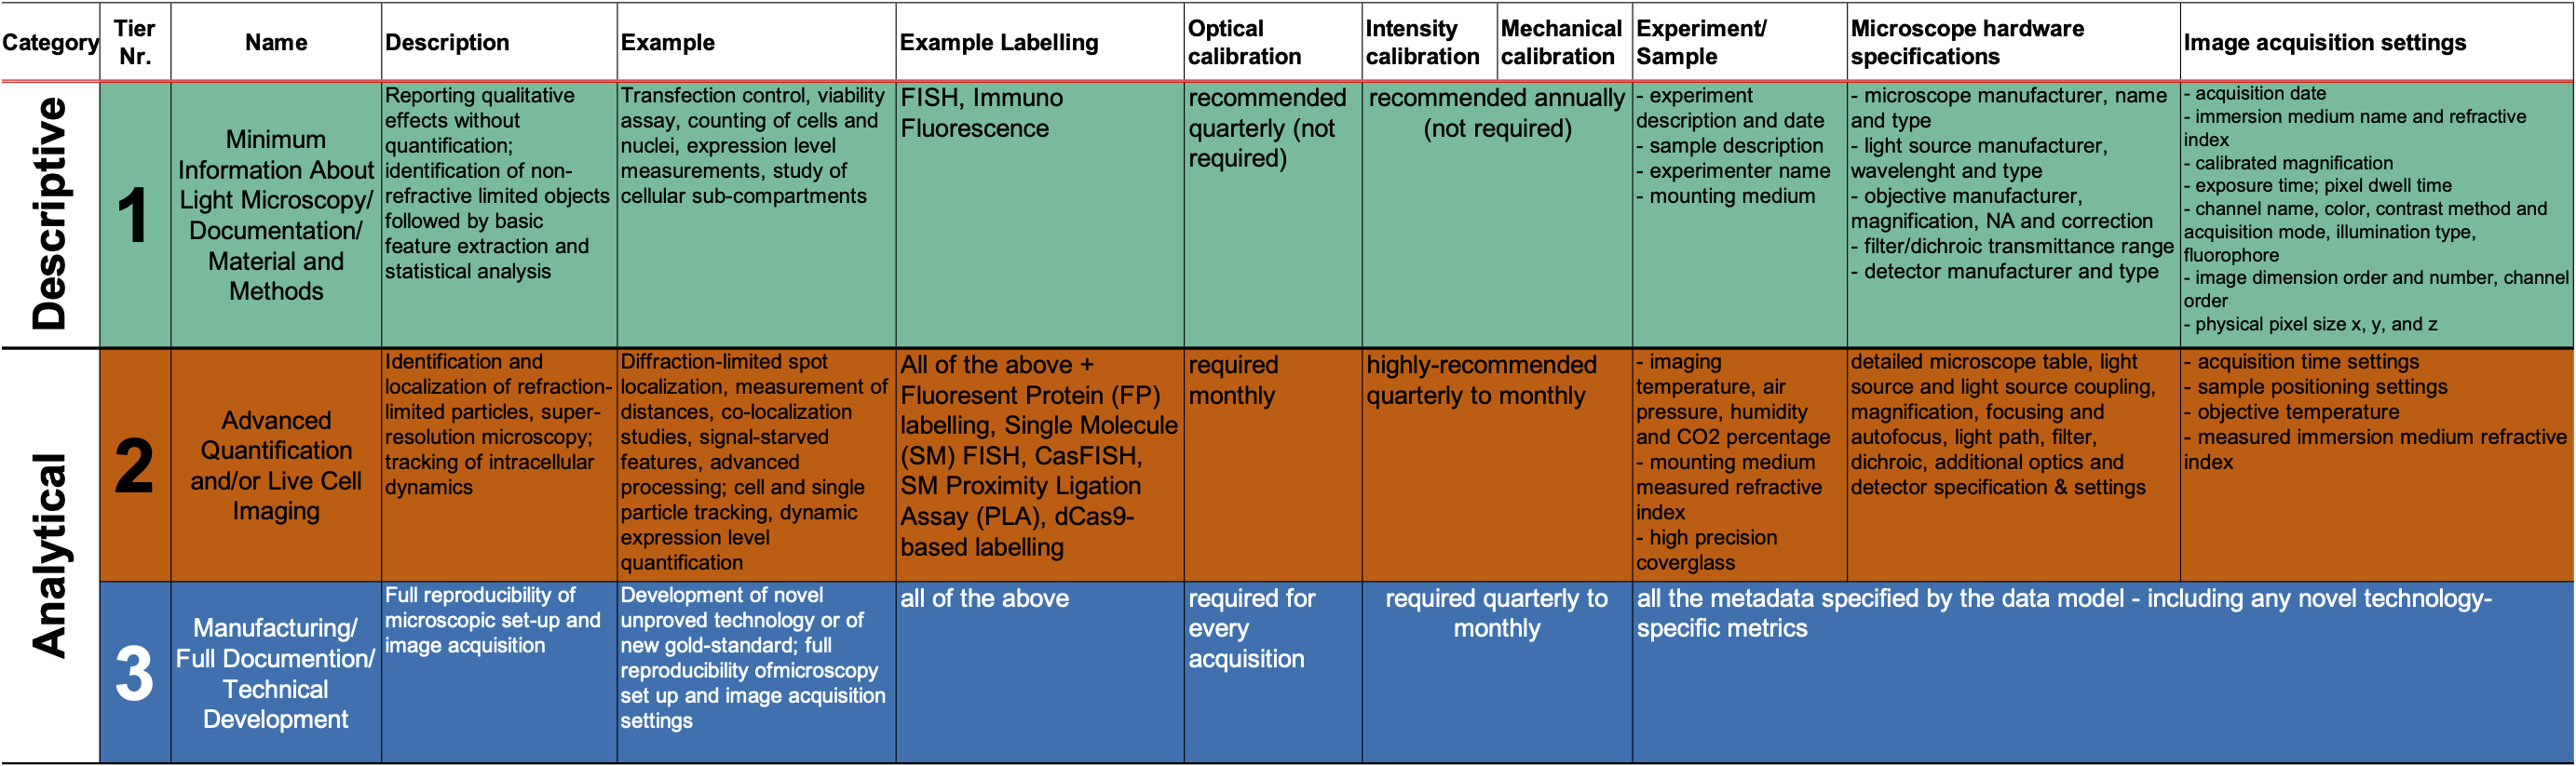 Category
Tier
Nr.
Name
Description
Example
Example Labelling
Optical
calibration
Intensity
calibration
Mechanical
calibration
Experiment/
Sample
Microscope hardware
specifications
Image acquisition settings
Descriptive
1
Minimum
Information About
Light Microscopy/
Documentation/
Material and
Methods
Reporting qualitative
effects without
quantification;
identification of non-
refractive limited objects
followed by basic
feature extraction and
statistical analysis
Transfection control, viability
assay, counting of cells and
nuclei, expression level
measurements, study of
cellular sub-compartments
FISH, Immuno
Fluorescence
recommended
quarterly (not
required)
recommended annually
(not required)
- experiment
description and date
- sample description
- experimenter name
- mounting medium
- microscope manufacturer, name
and type
- light source manufacturer,
wavelenght and type
- objective manufacturer,
magnification, NA and correction
- filter/dichroic transmittance range
- detector manufacturer and type
- acquisition date
- immersion medium name and refractive
index
- calibrated magnification
- exposure time; pixel dwell time
- channel name, color, contrast method and
acquisition mode, illumination type,
fluorophore
- image dimension order and number, channel
order
- physical pixel size x, y, and z
Analytical
2
Advanced
Quantification
and/or Live Cell
Imaging
Identification and
localization of refraction-
limited particles, super-
resolution microscopy;
tracking of intracellular
dynamics
Diffraction-limited spot
localization, measurement of
distances, co-localization
studies, signal-starved
features, advanced
processing; cell and single
particle tracking, dynamic
expression level
quantification
All of the above +
Fluoresent Protein (FP)
labelling, Single Molecule
(SM) FISH, CasFISH,
SM Proximity Ligation
Assay (PLA), dCas9-
based labelling
required
monthly
highly-recommended
quarterly to monthly
- imaging
temperature, air
pressure, humidity
and CO2 percentage
- mounting medium
measured refractive
index
- high precision
coverglass
detailed microscope table, light
source and light source coupling,
magnification, focusing and
autofocus, light path, filter,
dichroic, additional optics and
detector specification & settings
- acquisition time settings
- sample positioning settings
- objective temperature
- measured immersion medium refractive
index
3
Manufacturing/
Full Documention/
Technical
Development
Full reproducibility of
microscopic set-up and
image acquisition
Development of novel
unproved technology or of
new gold-standard; full
reproducibility ofmicroscopy
set up and image acquisition
settings
all of the above
required for
every
acquisition
required quarterly to
monthly
all the metadata specified by the data model - including any novel technology-
specific metrics